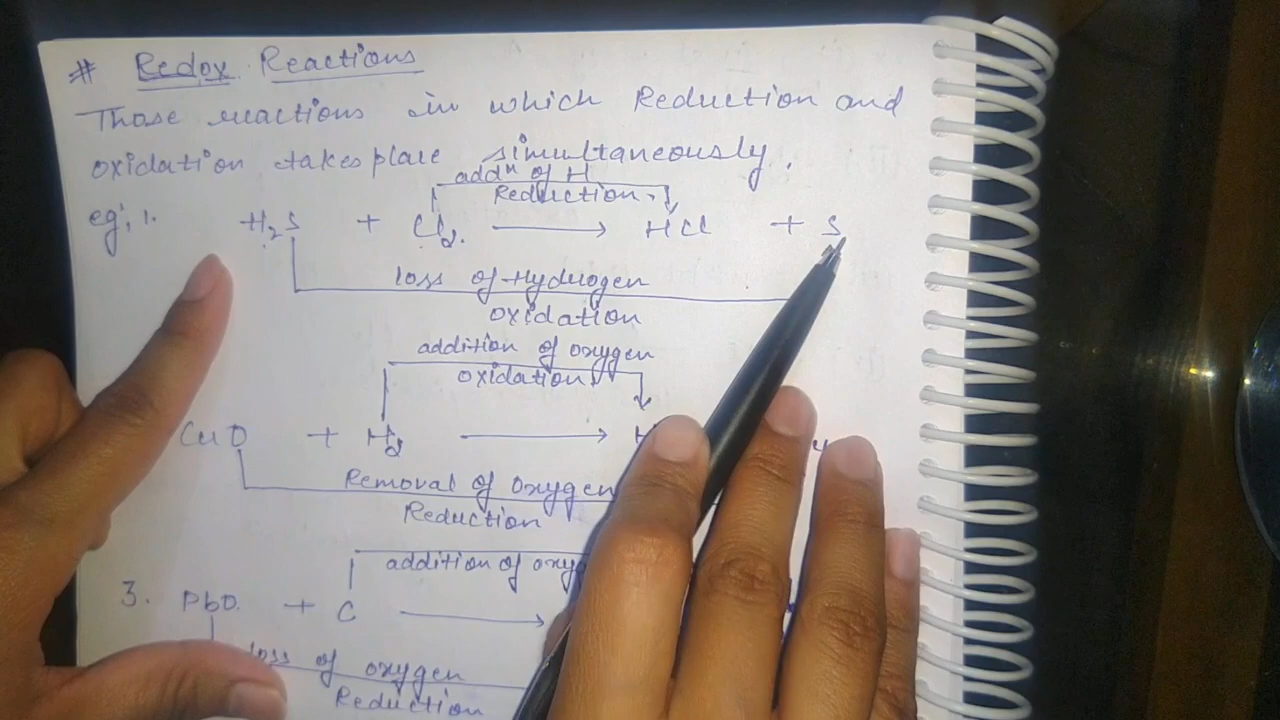 # Redox Reactions
Those reactions in which Reduction and
oxidation takesplace simultaneously.
addn of H
Reduction.
eg; 1. H2S + Cl2. → HCl + S
loss of Hydrogen
oxidation
addition of oxygen
oxidation
CuO + H2 → H
Removal of Oxygen
Reduction
addition of oxy
3. PbO. + C →
loss of oxygen
Reduction